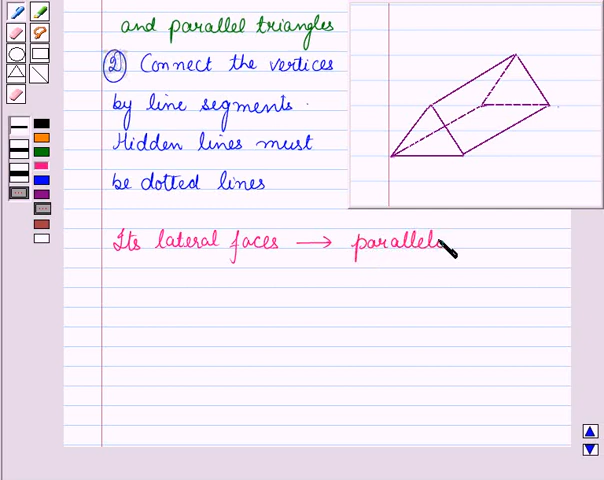 and parallel triangles
② Connect the vertices
by line segments.
Hidden lines must
be dotted lines
Its lateral faces → parallelo